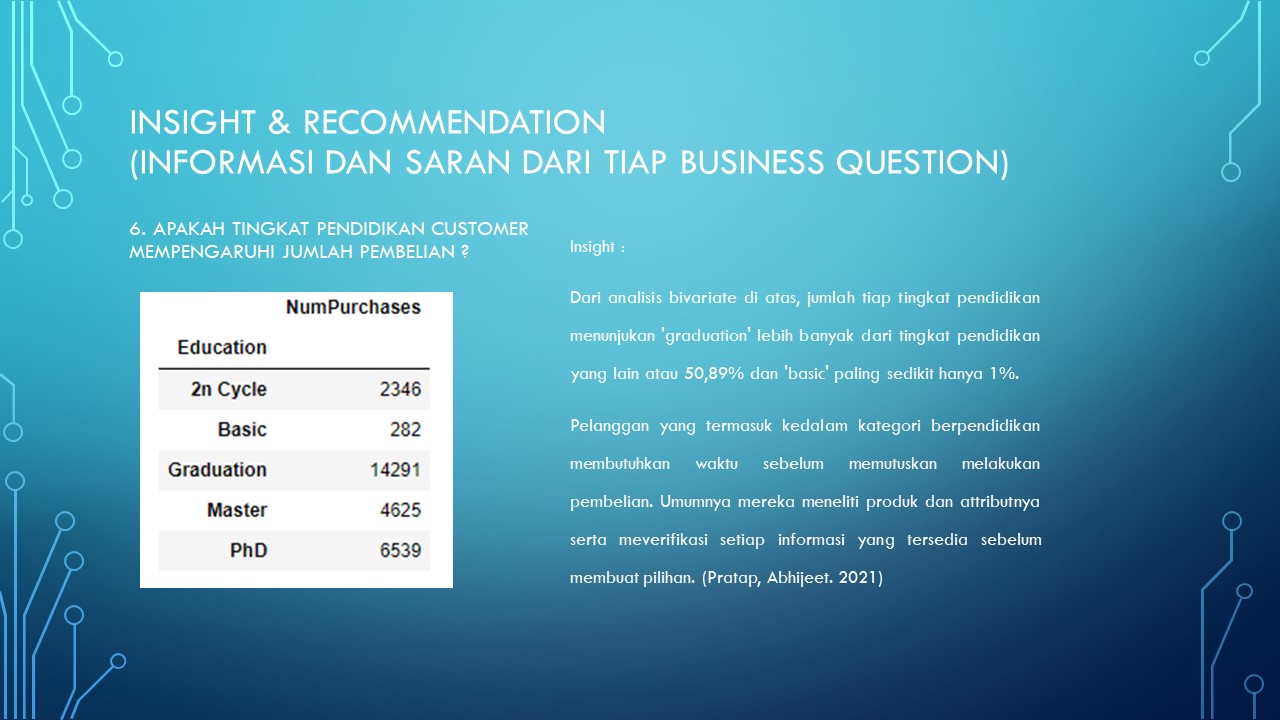 INSIGHT & RECOMMENDATION
(INFORMASI DAN SARAN DARI TIAP BUSINESS QUESTION)
6. APAKAH TINGKAT PENDIDIKAN CUSTOMER
MEMPENGARUHI JUMLAH PEMBELIAN ?
NumPurchases
Education
2n Cycle 2346
Basic 282
Graduation 14291
Master 4625
PhD 6539
Insight :
Dari analisis bivariate di atas, jumlah tiap tingkat pendidikan
menunjukan 'graduation' lebih banyak dari tingkat pendidikan
yang lain atau 50,89% dan 'basic' paling sedikit hanya 1%.
Pelanggan yang termasuk kedalam kategori berpendidikan
membutuhkan waktu sebelum memutuskan melakukan
pembelian. Umumnya mereka meneliti produk dan attributnya
serta meverifikasi setiap informasi yang tersedia sebelum
membuat pilihan. (Pratap, Abhijeet. 2021)